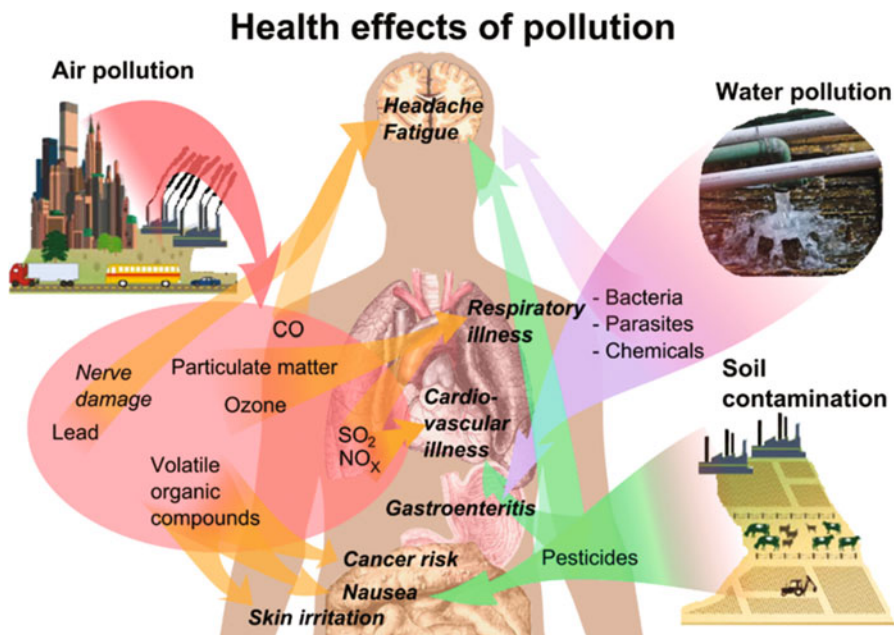 Health effects of pollution
Air pollution
Water pollution
Headache
Fatigue
CO
Respiratory
illness
- Bacteria
- Parasites
- Chemicals
Nerve
damage
Particulate matter
Ozone
Lead
Cardio-
vascular
illness
SO₂
NOₓ
Soil
contamination
Volatile
organic
compounds
Gastroenteritis
Cancer risk
Pesticides
Nausea
Skin irritation